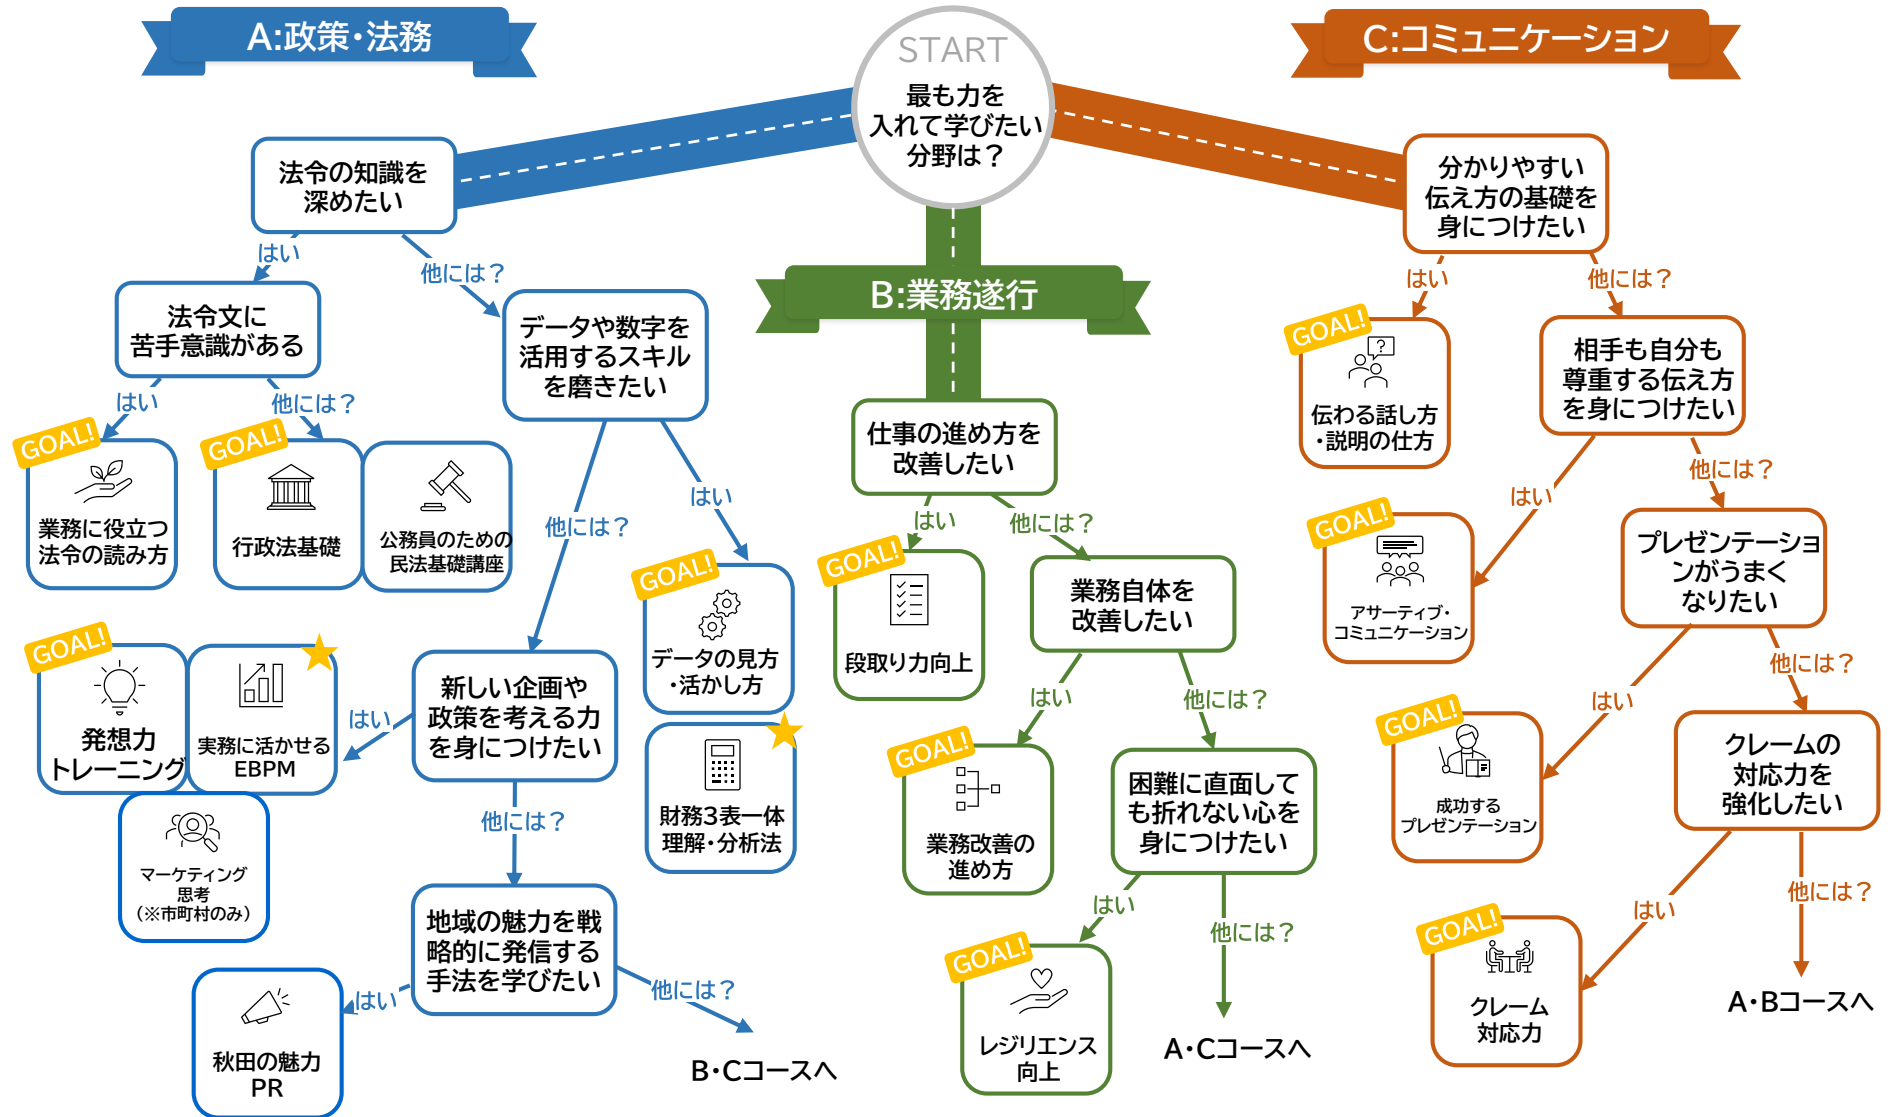 A:政策・法務
START
最も力を
入れて学びたい
分野は？
C:コミュニケーション
法令の知識を
深めたい
はい
他には？
法令文に
苦手意識がある
はい
他には？
GOAL!
業務に役立つ
法令の読み方
GOAL!
行政法基礎
公務員のための
民法基礎講座
データや数字を
活用するスキル
を磨きたい
他には？
はい
GOAL!
データの見方
・活かし方
財務3表一体
理解・分析法
新しい企画や
政策を考える力
を身につけたい
はい
他には？
GOAL!
発想力
トレーニング
実務に活かせる
EBPM
マーケティング
思考
（※市町村のみ）
地域の魅力を戦
略的に発信する
手法を学びたい
はい
他には？
秋田の魅力
PR
B・Cコースへ
B:業務遂行
仕事の進め方を
改善したい
はい
他には？
GOAL!
段取り力向上
業務自体を
改善したい
はい
他には？
GOAL!
業務改善の
進め方
困難に直面して
も折れない心を
身につけたい
はい
他には？
GOAL!
レジリエンス
向上
A・Cコースへ
分かりやすい
伝え方の基礎を
身につけたい
はい
他には？
GOAL!
伝わる話し方
・説明の仕方
相手も自分も
尊重する伝え方
を身につけたい
はい
他には？
GOAL!
アサーティブ・
コミュニケーション
プレゼンテーショ
ンがうまく
なりたい
はい
他には？
GOAL!
成功する
プレゼンテーション
クレームの
対応力を
強化したい
はい
他には？
GOAL!
クレーム
対応力
A・Bコースへ